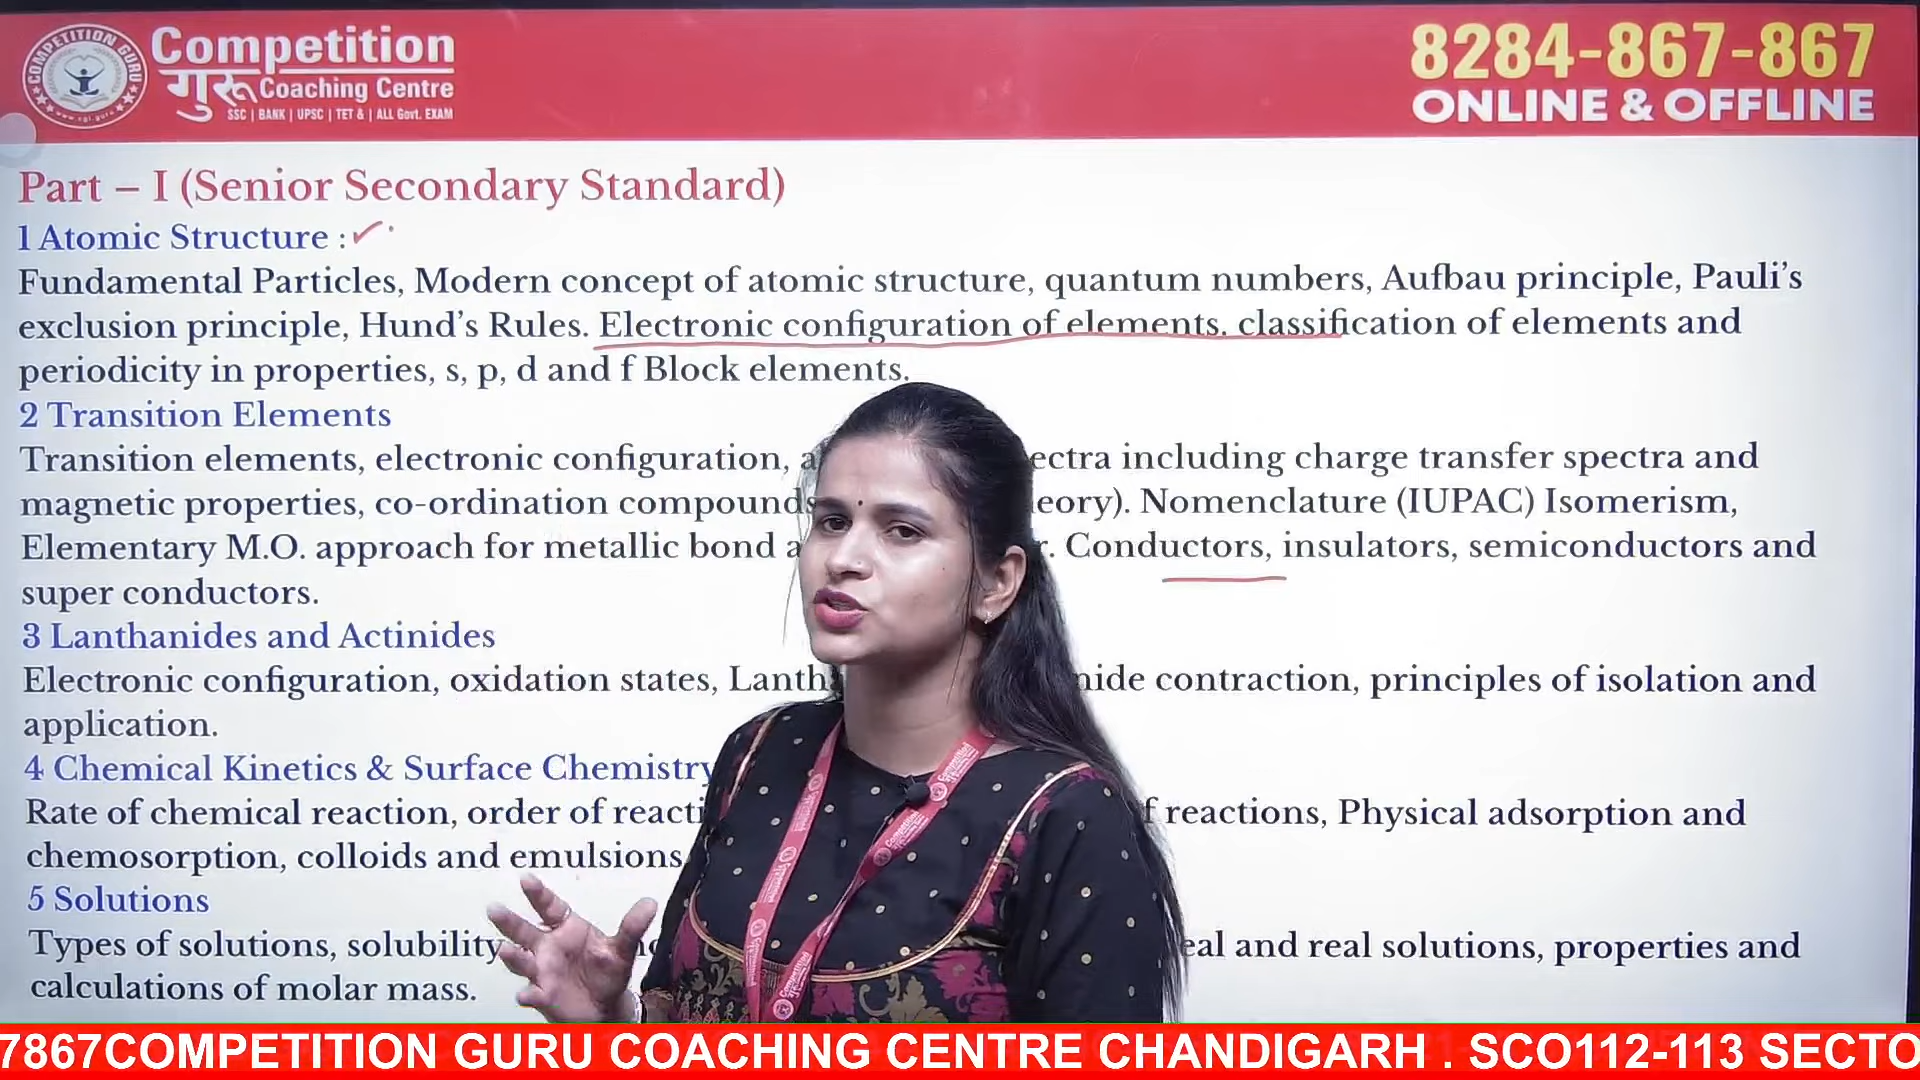 COMPETITION GURU
Competition
गुरू Coaching Centre
SSC | BANK | UPSC | TET & | ALL Govt. EXAM
8284-867-867
ONLINE & OFFLINE
Part – I (Senior Secondary Standard)
1 Atomic Structure :
Fundamental Particles, Modern concept of atomic structure, quantum numbers, Aufbau principle, Pauli's
exclusion principle, Hund's Rules. Electronic configuration of elements. classification of elements and
periodicity in properties, s, p, d and f Block elements.
2 Transition Elements
Transition elements, electronic configuration, a ectra including charge transfer spectra and
magnetic properties, co-ordination compounds eory). Nomenclature (IUPAC) Isomerism,
Elementary M.O. approach for metallic bond a r. Conductors, insulators, semiconductors and
super conductors.
3 Lanthanides and Actinides
Electronic configuration, oxidation states, Lanth nide contraction, principles of isolation and
application.
4 Chemical Kinetics & Surface Chemistry
Rate of chemical reaction, order of reacti f reactions, Physical adsorption and
chemosorption, colloids and emulsions
5 Solutions
Types of solutions, solubility eal and real solutions, properties and
calculations of molar mass.
7867COMPETITION GURU COACHING CENTRE CHANDIGARH . SCO112-113 SECTO